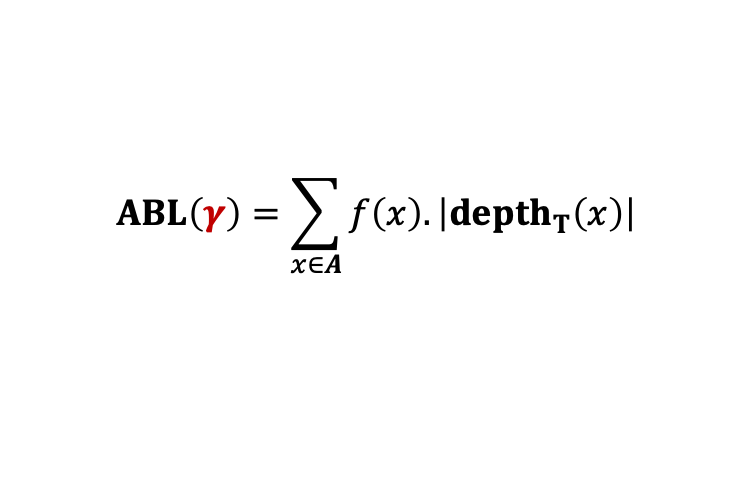 ABL(γ) = ∑ f(x). |depth_T(x)|
x∈A